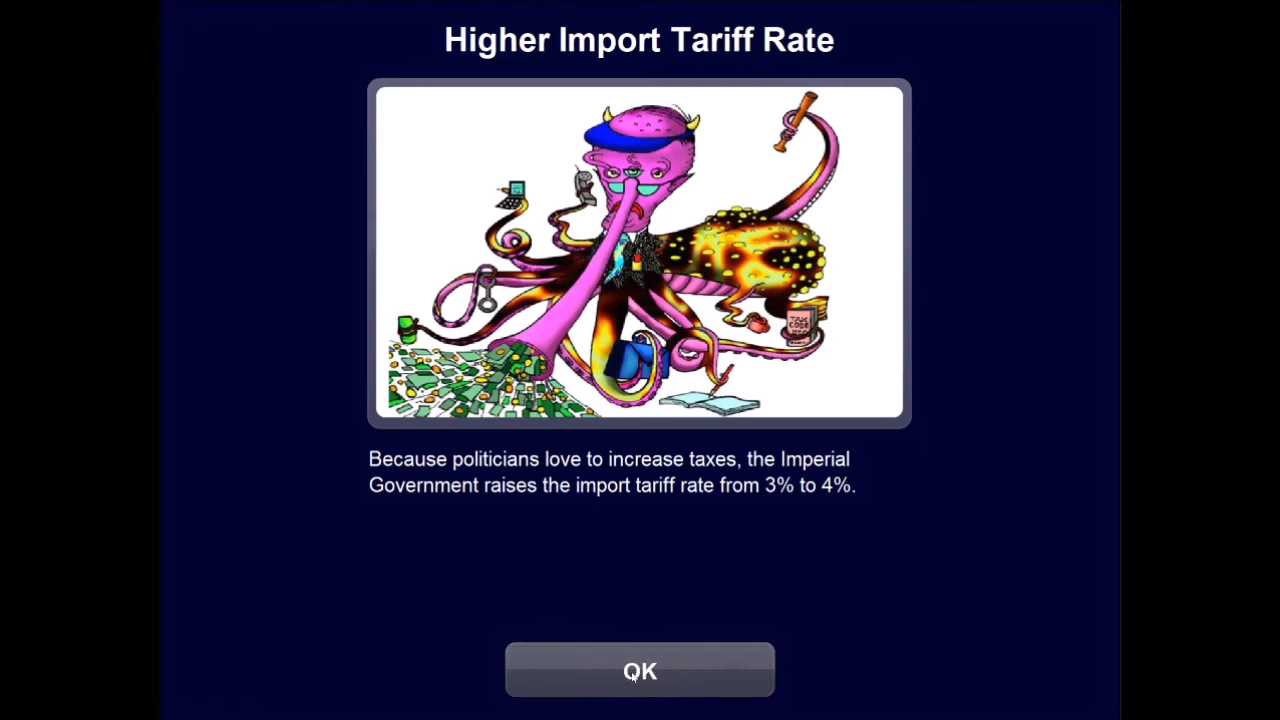 Higher Import Tariff Rate
Because politicians love to increase taxes, the Imperial
Government raises the import tariff rate from 3% to 4%.
OK